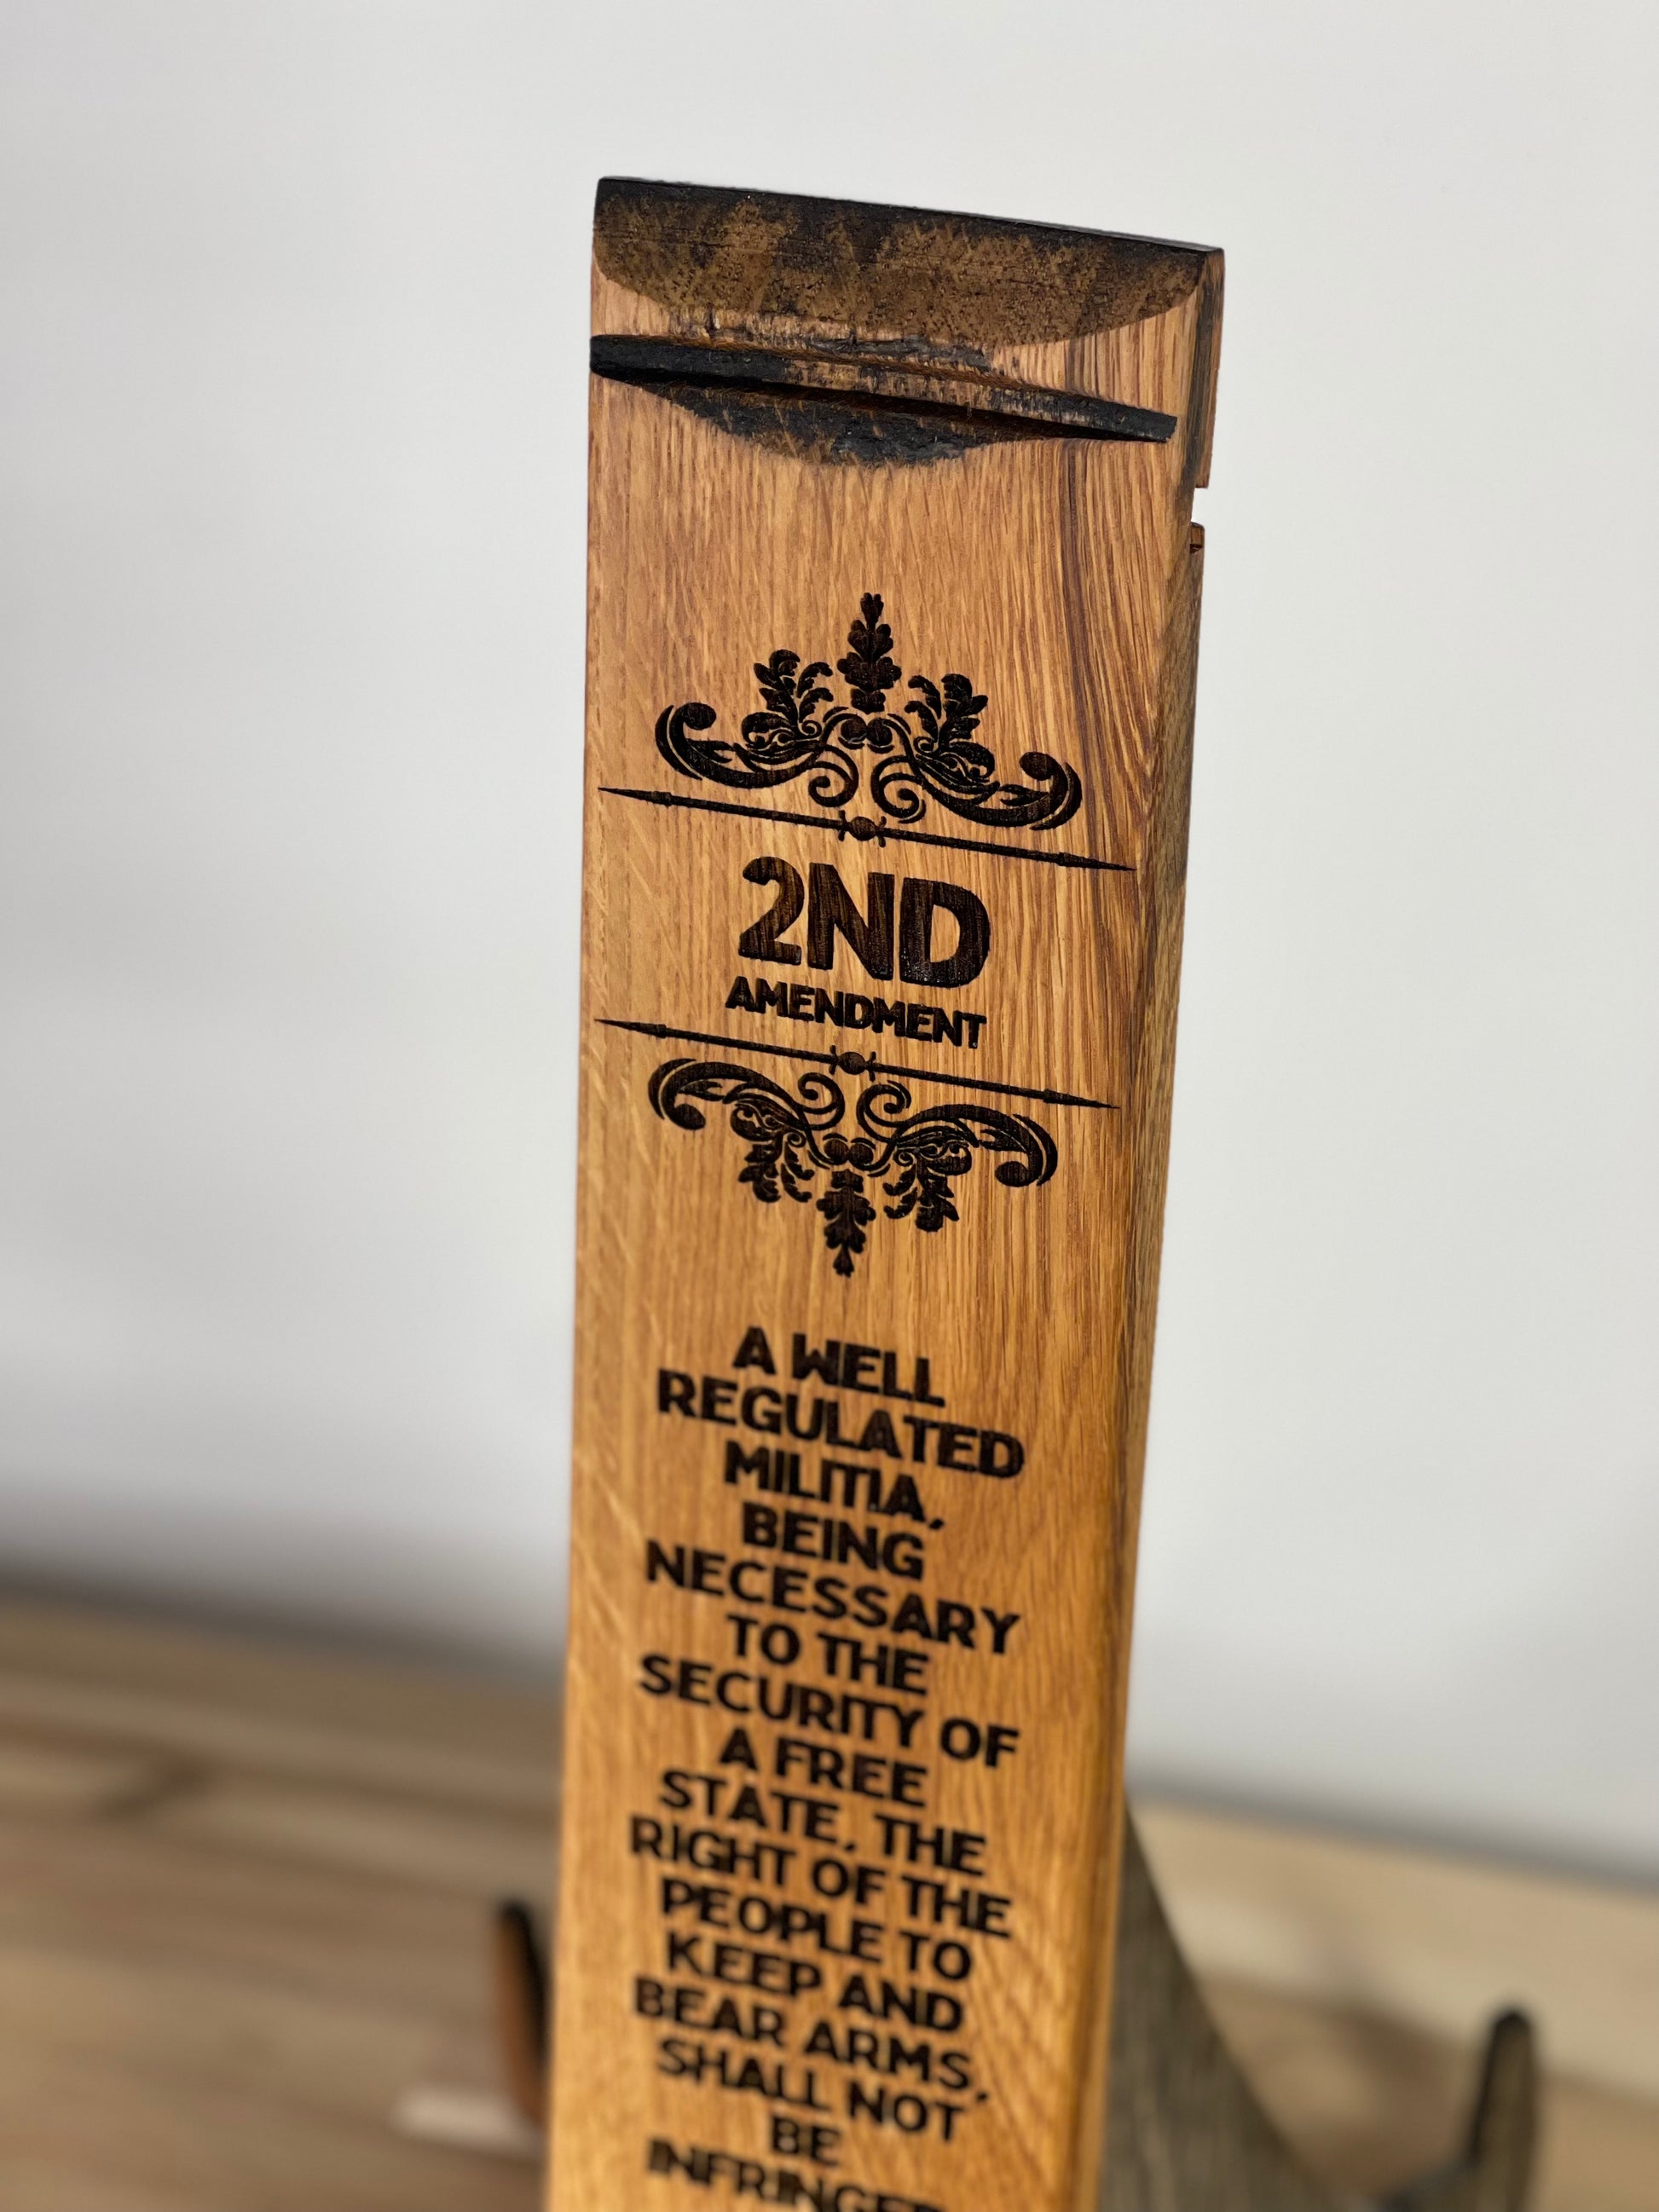 2ND
AMENDMENT
A WELL
REGULATED
MILITIA,
BEING
NECESSARY
TO THE
SECURITY OF
A FREE
STATE, THE
RIGHT OF THE
PEOPLE TO
KEEP AND
BEAR ARMS,
SHALL NOT
BE
INFRINGED